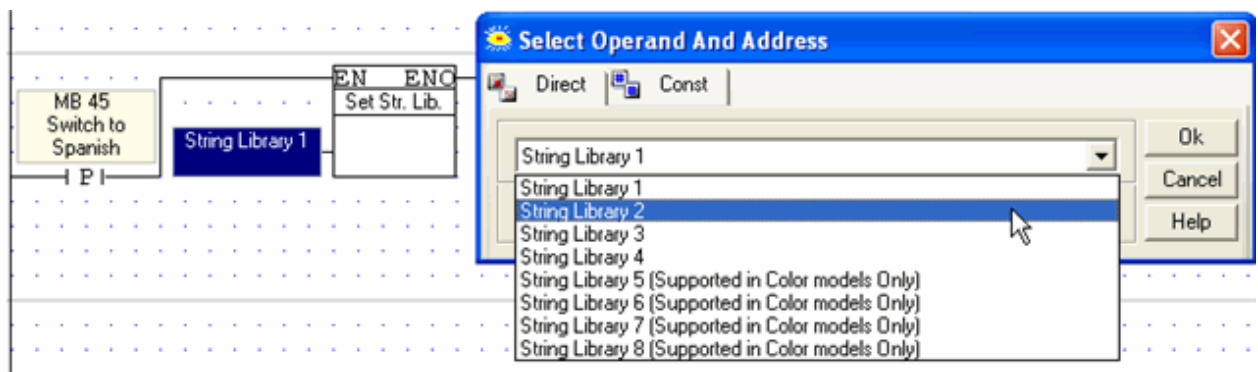 MB 45
Switch to
Spanish
P
String Library 1
EN ENO
Set Str. Lib.
Select Operand And Address
Direct
Const
String Library 1
String Library 1
String Library 2
String Library 3
String Library 4
String Library 5 (Supported in Color models Only)
String Library 6 (Supported in Color models Only)
String Library 7 (Supported in Color models Only)
String Library 8 (Supported in Color models Only)
Ok
Cancel
Help